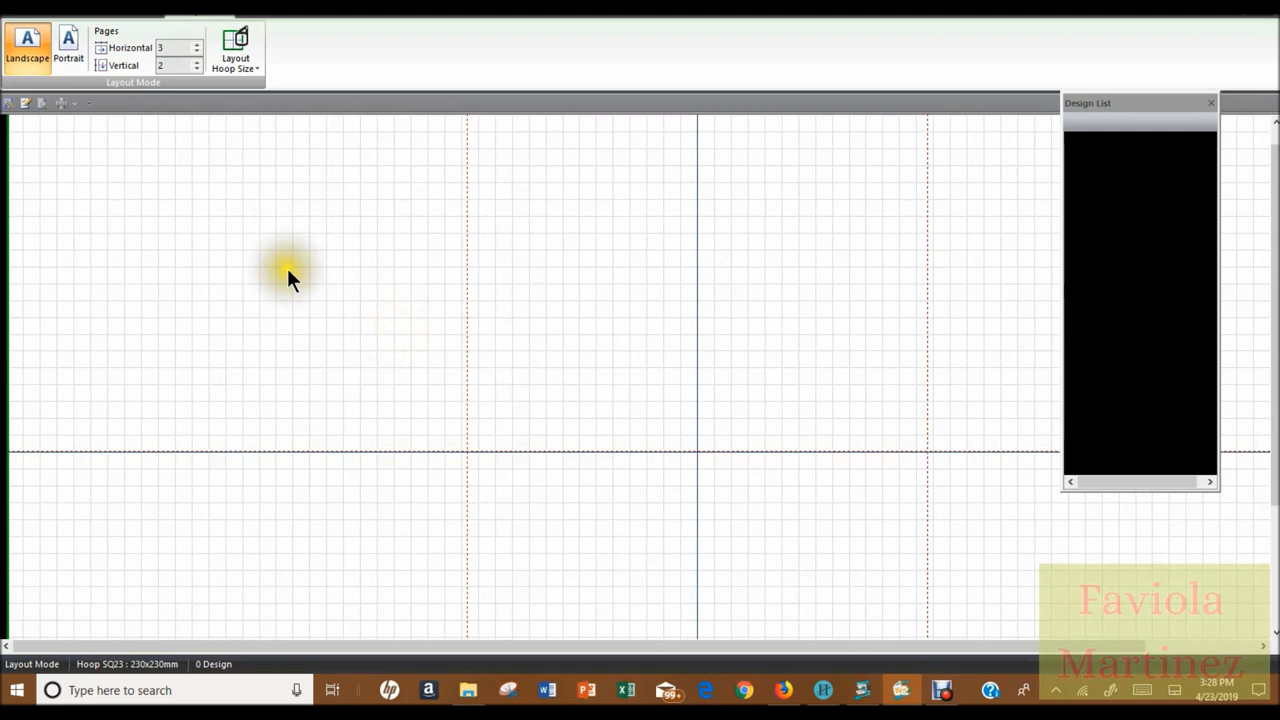 Pages
Horizontal 3
Landscape Portrait Vertical 2 Layout Hoop Size
Layout Mode
Design List
Faviola
Martinez
Layout Mode Hoop SQ23 : 230x230mm 0 Design
Type here to search 99+ 3:28 PM
4/23/2019